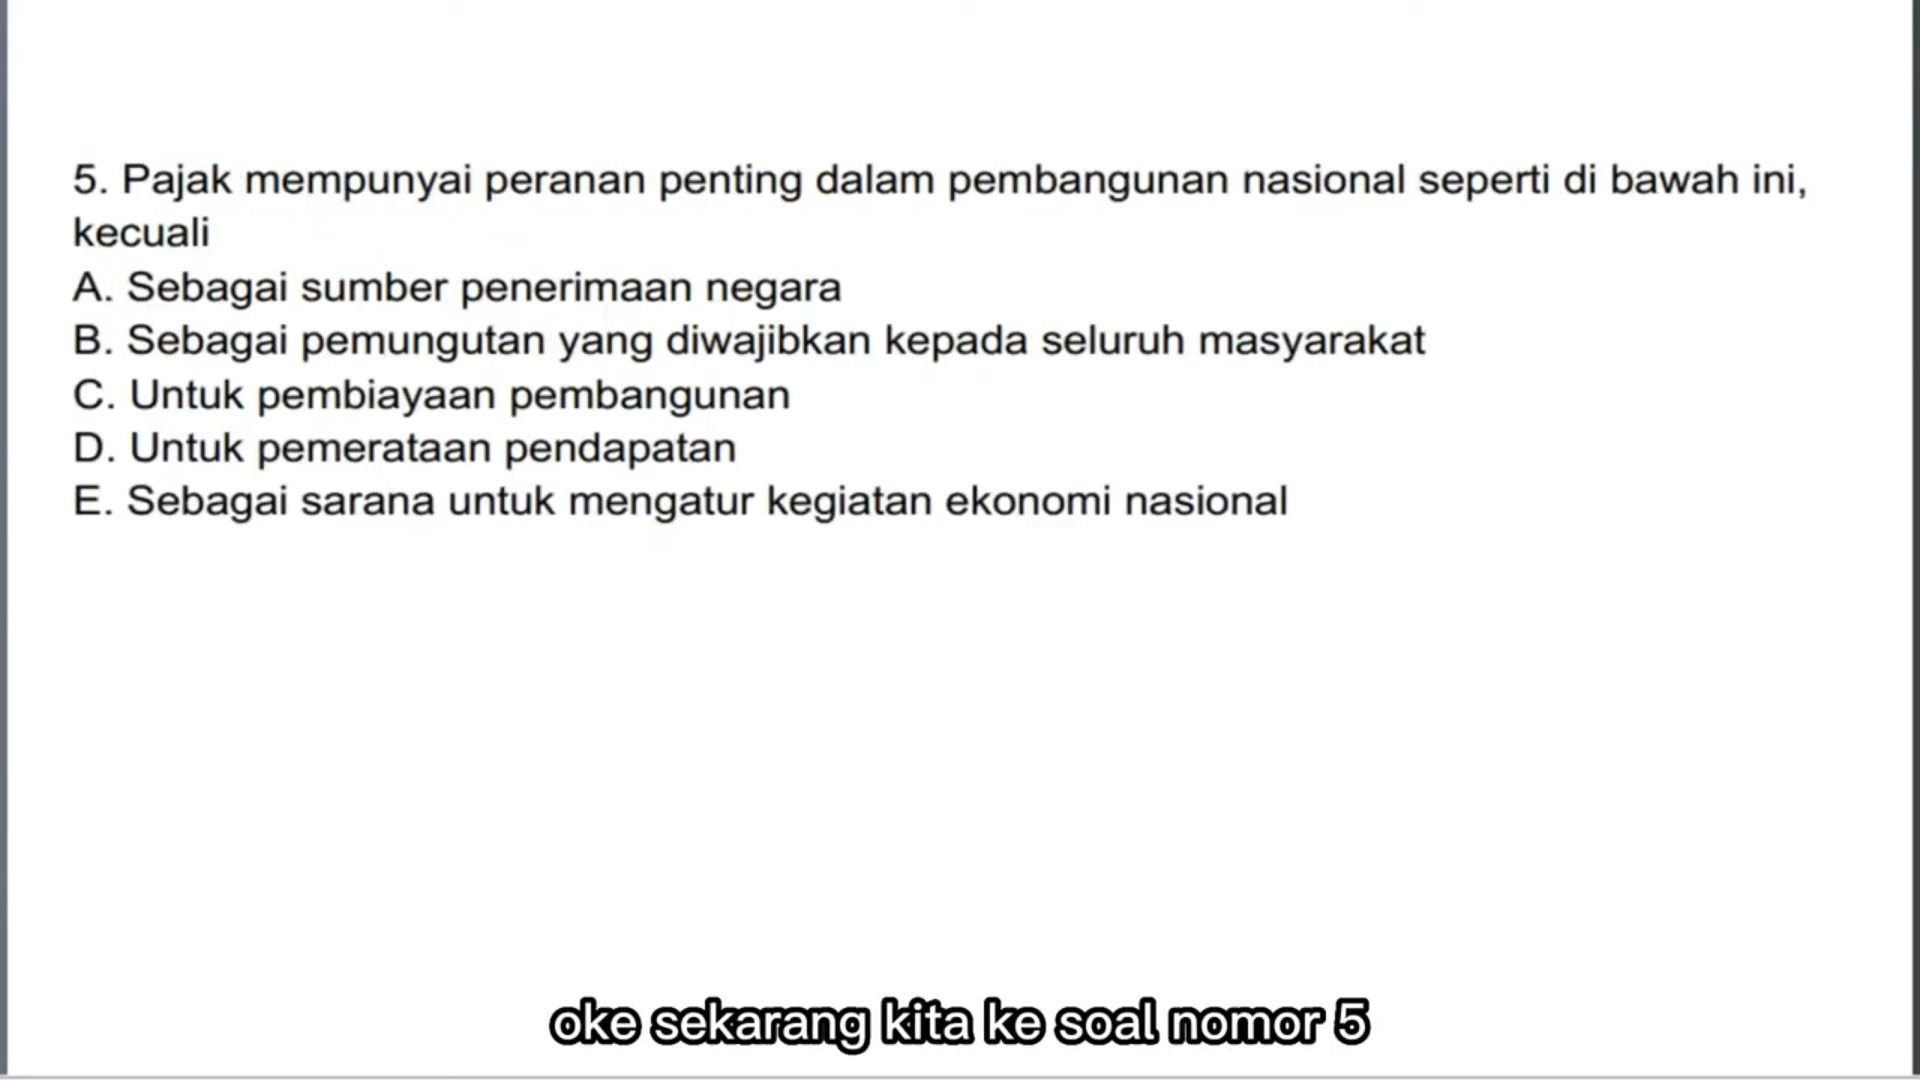 5. Pajak mempunyai peranan penting dalam pembangunan nasional seperti di bawah ini,
kecuali
A. Sebagai sumber penerimaan negara
B. Sebagai pemungutan yang diwajibkan kepada seluruh masyarakat
C. Untuk pembiayaan pembangunan
D. Untuk pemerataan pendapatan
E. Sebagai sarana untuk mengatur kegiatan ekonomi nasional
oke sekarang kita ke soal nomor 5